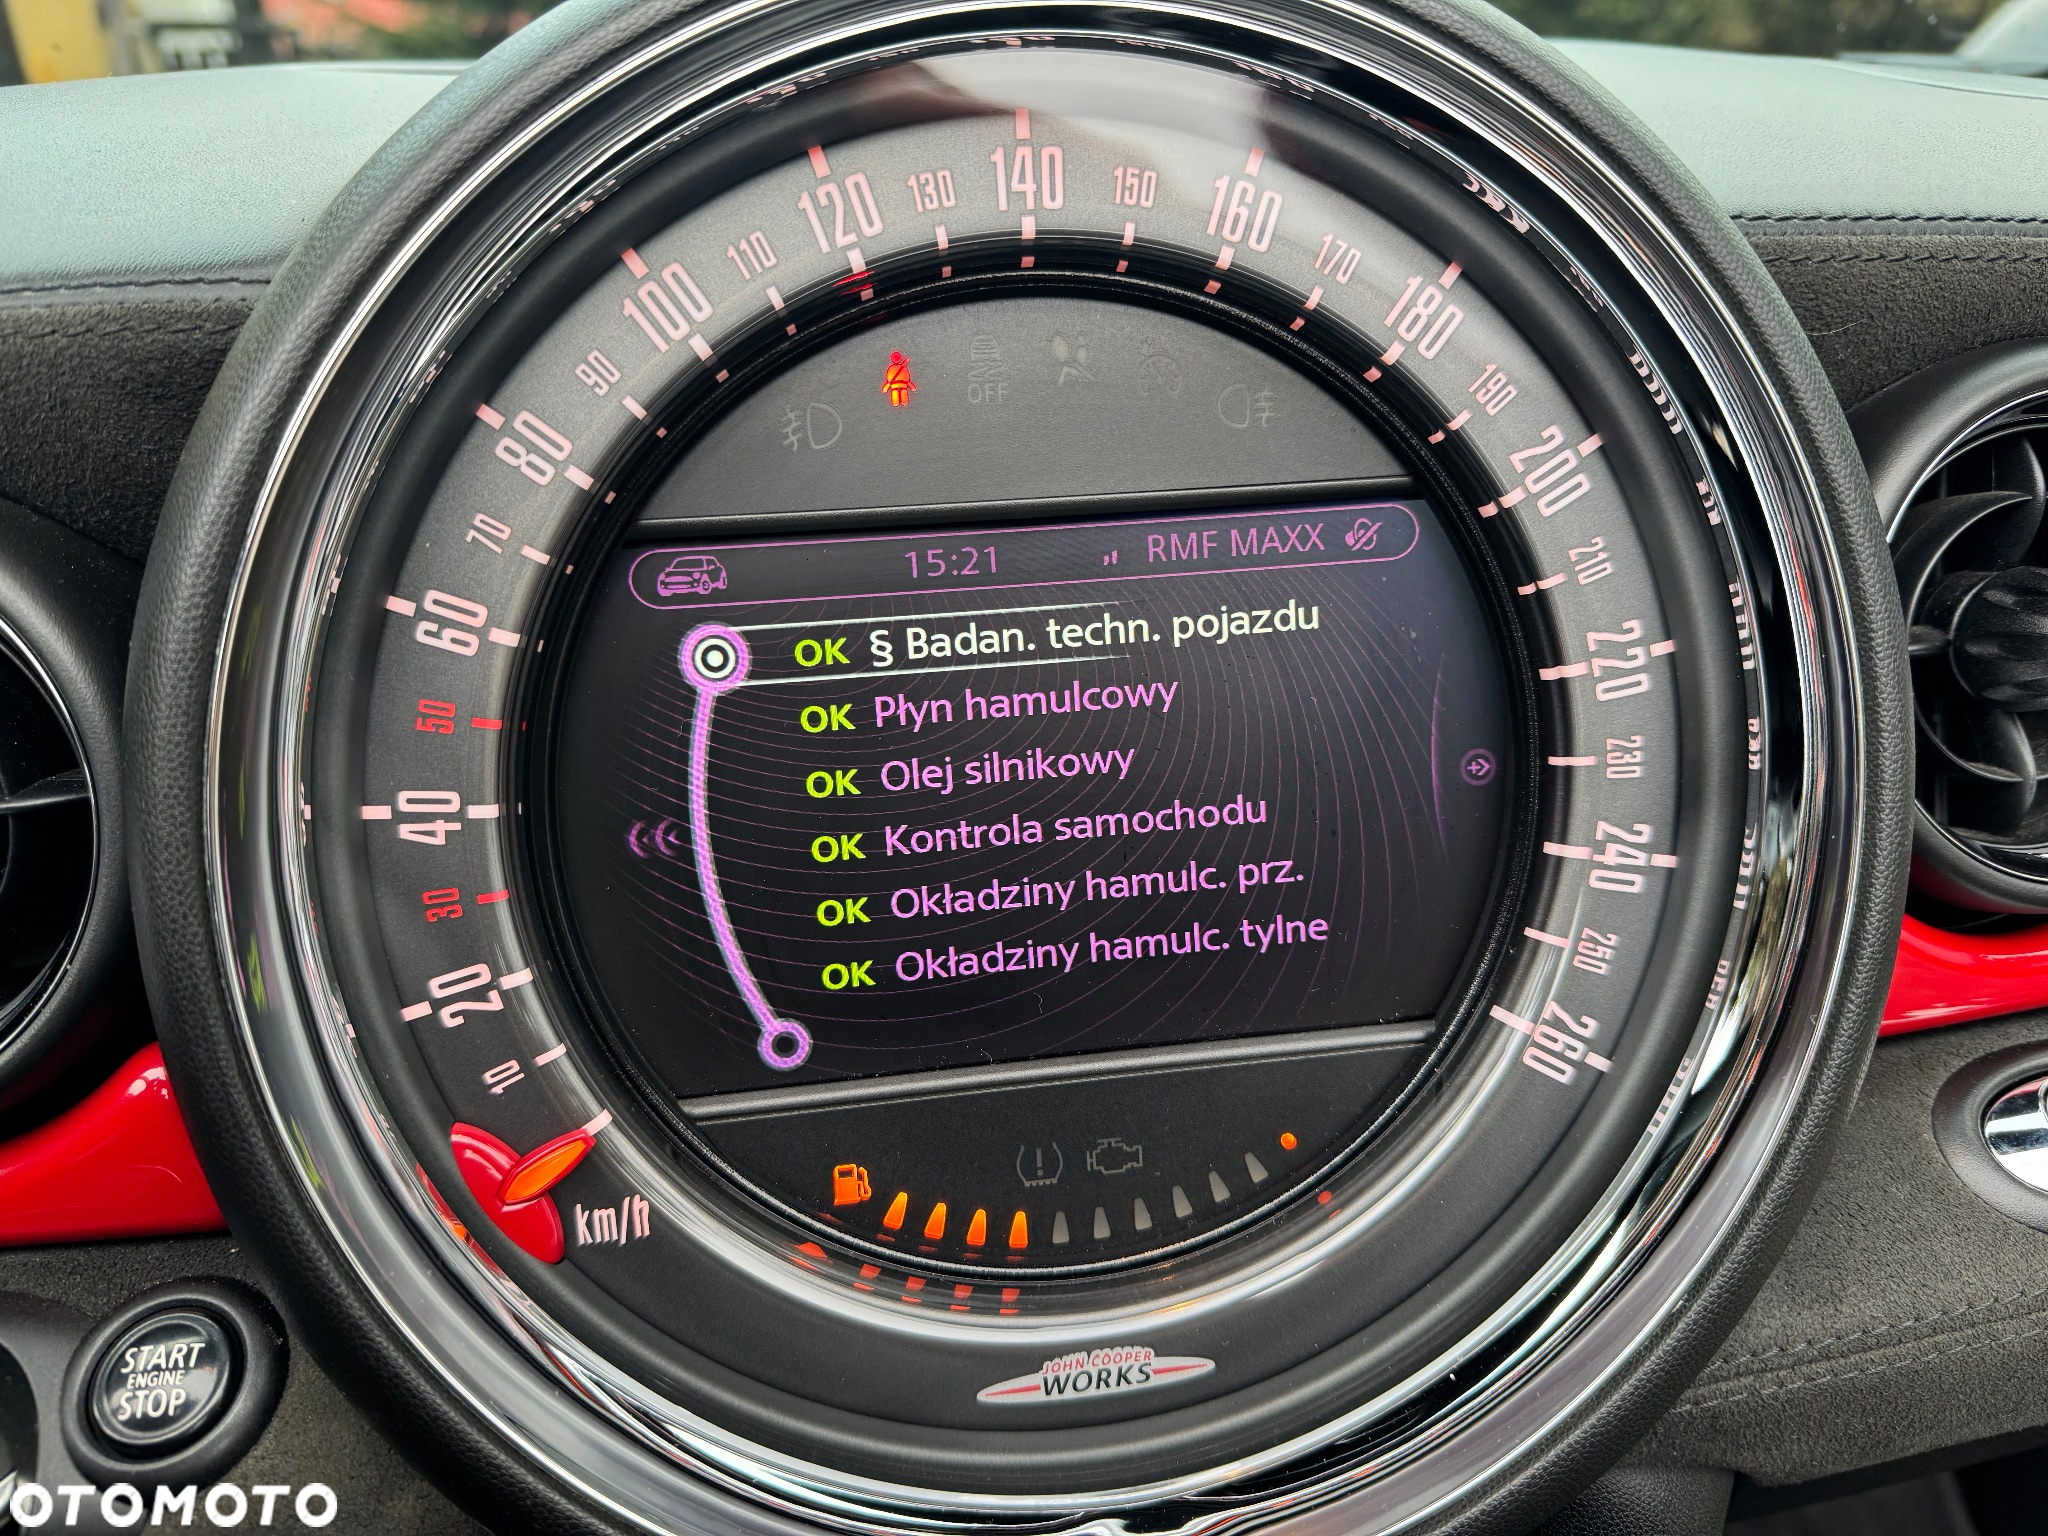 10
20
30
40
50
60
70
80
90
100
110
120
130
140
150
160
170
180
190
200
210
220
230
240
250
260
km/h
OFF
15:21 RMF MAXX
OK § Badan. techn. pojazdu
OK Płyn hamulcowy
OK Olej silnikowy
OK Kontrola samochodu
OK Okładziny hamulc. prz.
OK Okładziny hamulc. tylne
JOHN COOPER
WORKS
START
ENGINE
STOP
OTOMOTO